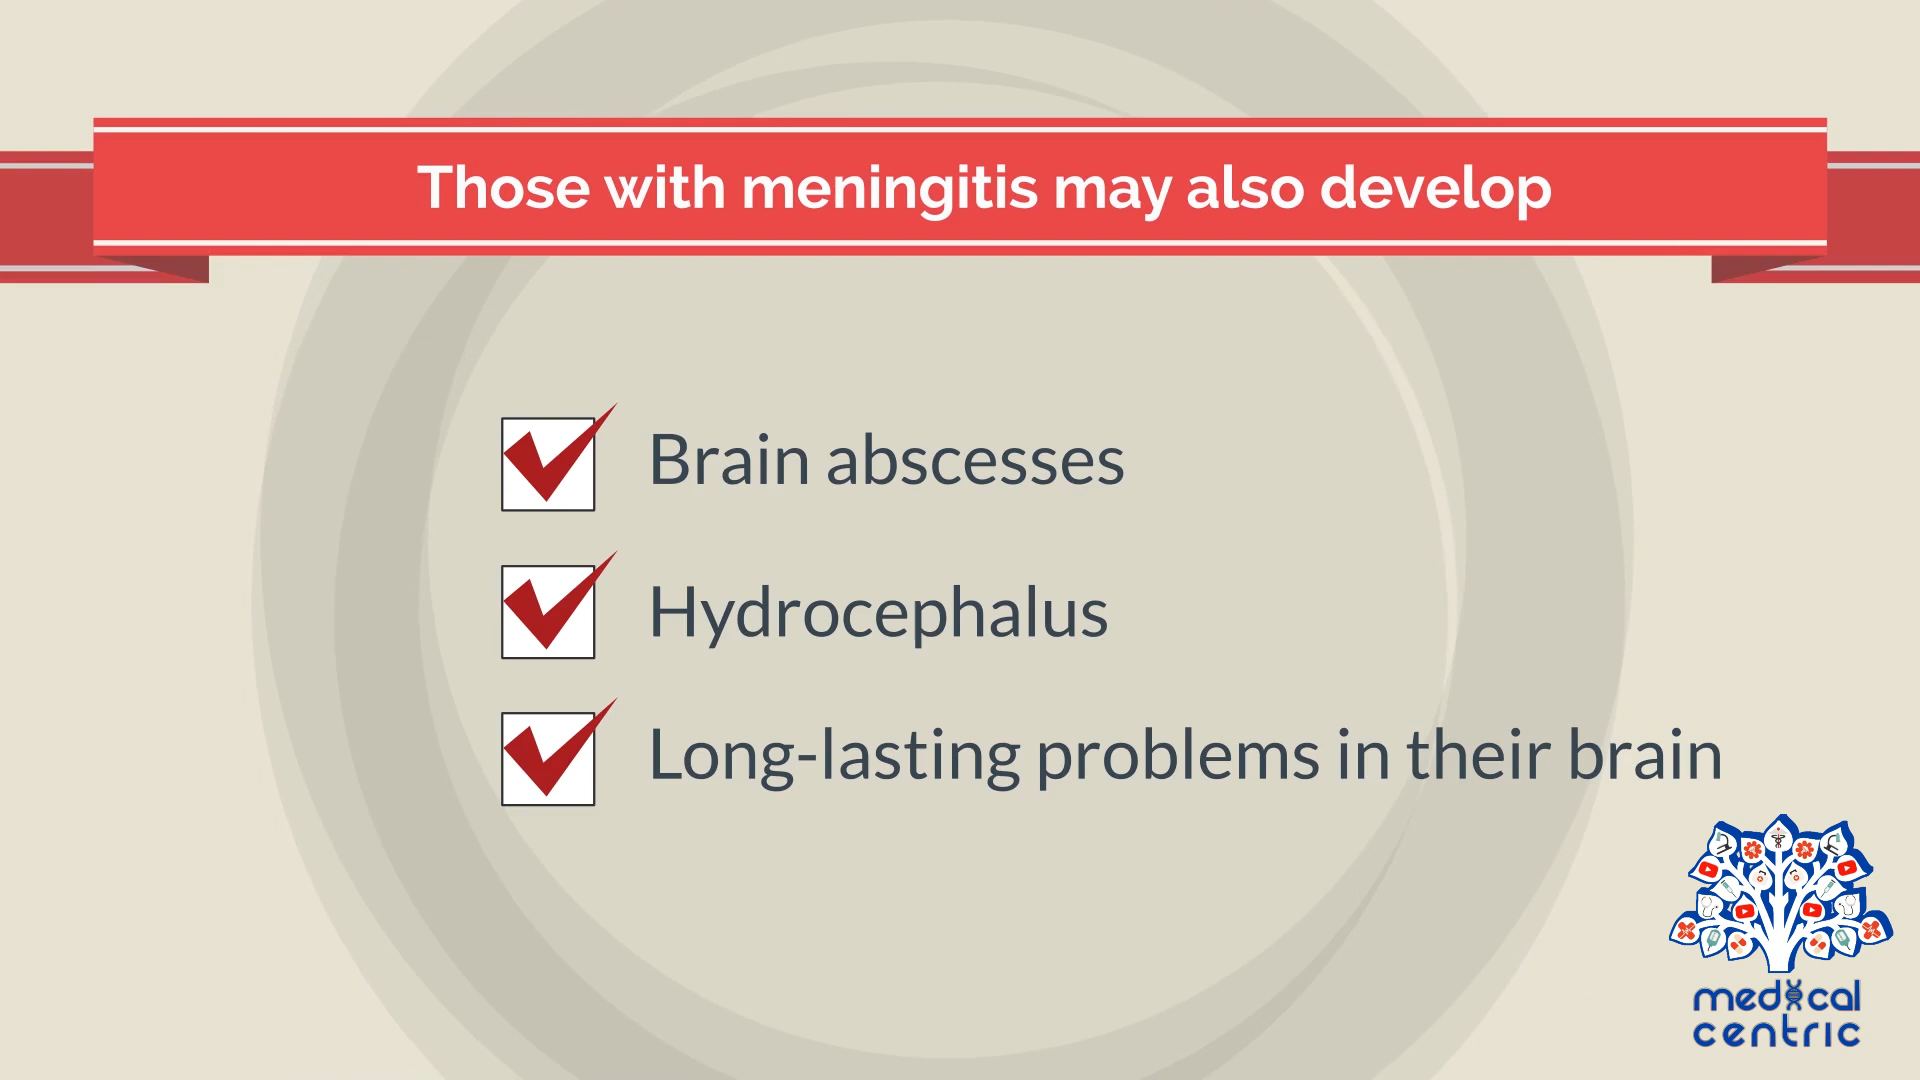 Those with meningitis may also develop
Brain abscesses
Hydrocephalus
Long-lasting problems in their brain
medical
centric